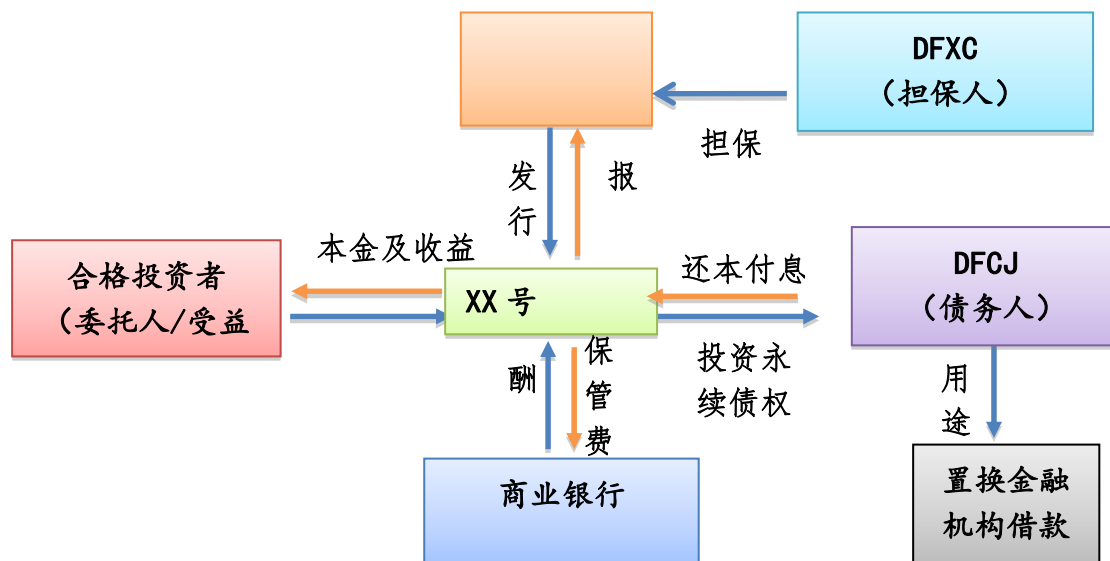 DFXC
（担保人）
担保
发
行
报
本金及收益
合格投资者
（委托人/受益
XX 号
还本付息
DFCJ
（债务人）
酬
保
管
费
投资永
续债权
用
途
商业银行
置换金融
机构借款